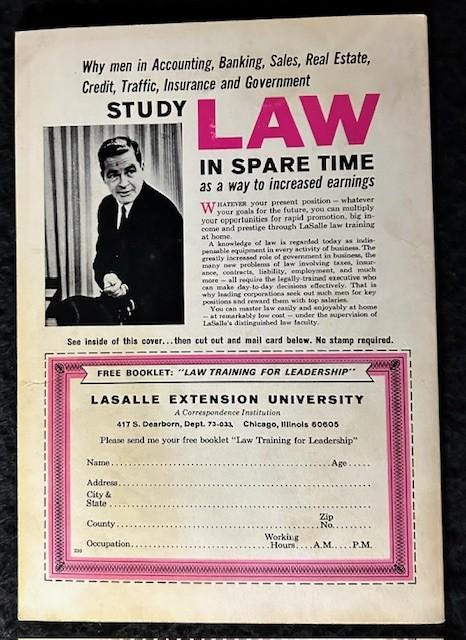 Why men in Accounting, Banking, Sales, Real Estate,
Credit, Traffic, Insurance and Government
STUDY LAW
IN SPARE TIME
as a way to increased earnings
WHATEVER your present position – whatever
your goals for the future, you can multiply
your opportunities for rapid promotion, big in-
come and prestige through LaSalle law training
at home.
A knowledge of law is regarded today as indis-
pensable equipment in every activity of business. The
greatly increased role of government in business, the
many new problems of law involving taxes, insur-
ance, contracts, liability, employment, and much
more – all require the legally-trained executive who
can make day-to-day decisions effectively. That is
why leading corporations seek out such men for key
positions and reward them with top salaries.
You can master law easily and enjoyably at home
– at remarkably low cost – under the supervision of
LaSalle's distinguished law faculty.
See inside of this cover...then cut out and mail card below. No stamp required.
FREE BOOKLET: "LAW TRAINING FOR LEADERSHIP"
LASALLE EXTENSION UNIVERSITY
A Correspondence Institution
417 S. Dearborn, Dept. 73-033, Chicago, Illinois 60605
Please send me your free booklet "Law Training for Leadership"
Name Age
Address
City &
State
County Zip No.
Occupation Working Hours A.M. P.M.